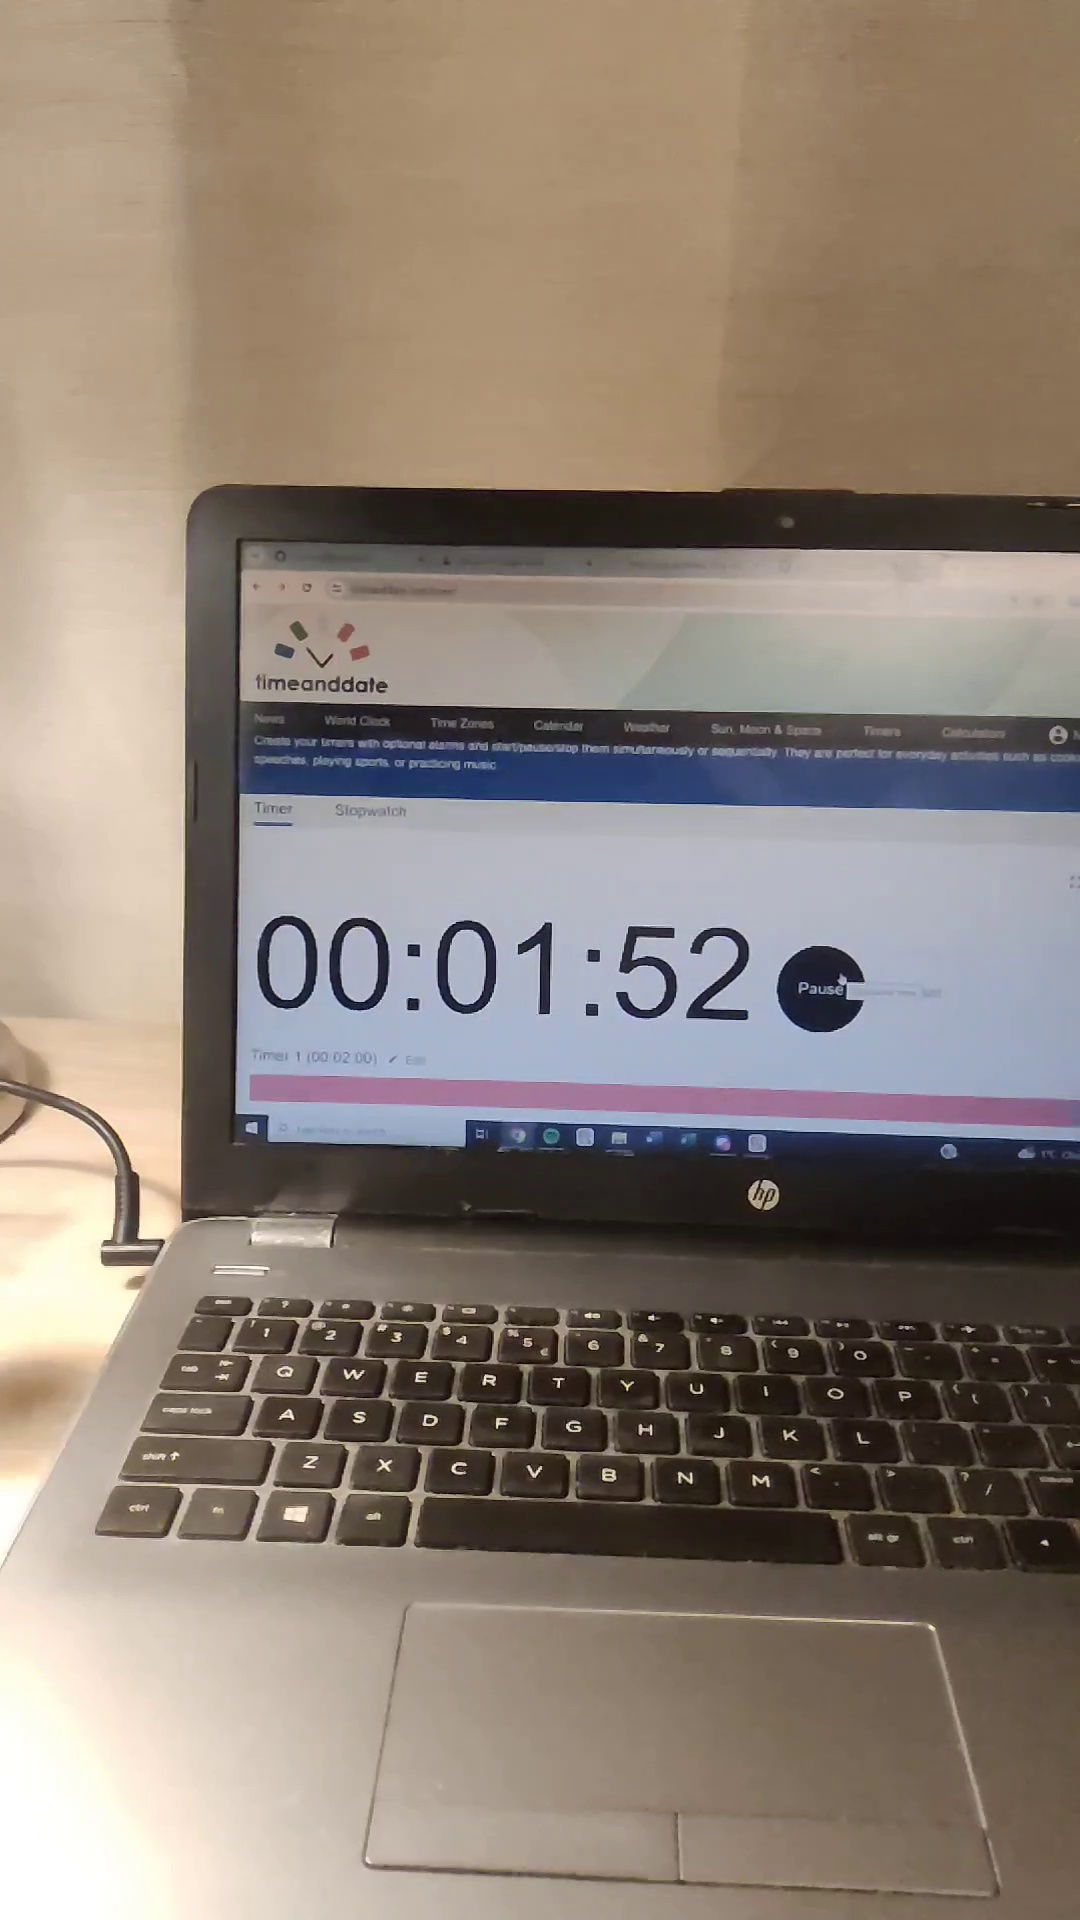 timeanddate
News World Clock Time Zones Calendar Weather Sun, Moon & Space Timers Calculators
Create your timers with optional alarms and start/pause/stop them simultaneously or sequentially. They are perfect for everyday activities such as
speeches, playing sports, or practicing music.
Timer Stopwatch
00:01:52 Pause
Timer 1 (00:02:00) Edit
1°C
hp
! 1 2 # 3 $ 4 % 5 € 6 & 7 8 ( 9 ) 0
tab Q W E R T Y U I O P
caps lock A S D F G H J K L
shift Z X C V B N M < > ? /
ctrl fn alt alt gr ctrl